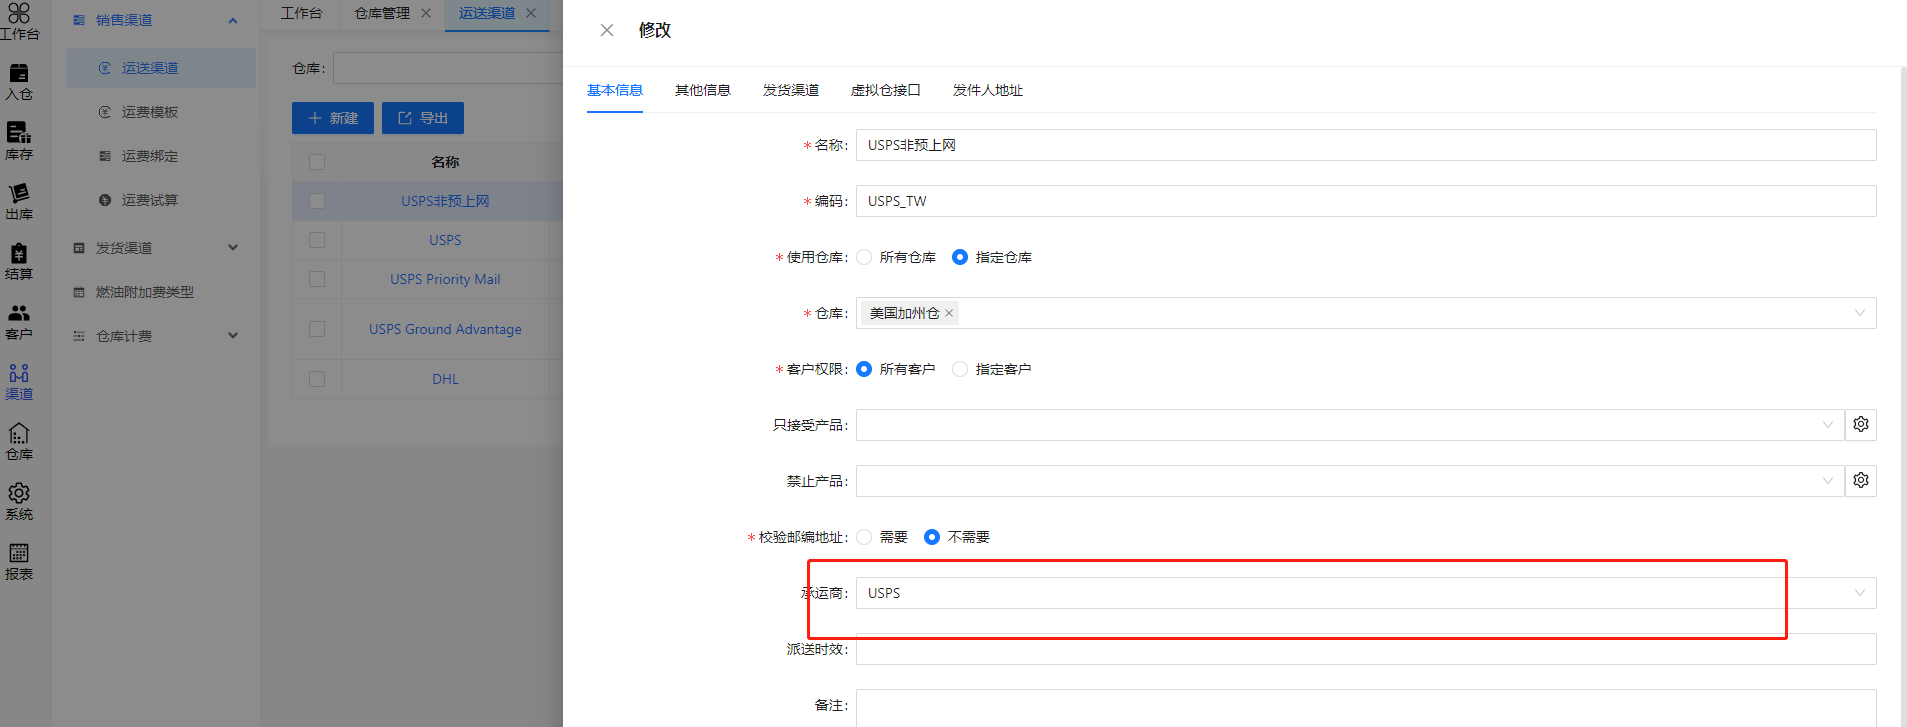 工作台
入仓
库存
出库
结算
客户
渠道
仓库
系统
报表
销售渠道
运送渠道
运费模板
运费绑定
运费试算
发货渠道
燃油附加费类型
仓库计费
工作台
仓库管理
运送渠道
仓库:
新建
导出
名称
USPS非预上网
USPS
USPS Priority Mail
USPS Ground Advantage
DHL
修改
基本信息
其他信息
发货渠道
虚拟仓接口
发件人地址
* 名称: USPS非预上网
* 编码: USPS_TW
* 使用仓库: 所有仓库 指定仓库
* 仓库: 美国加州仓
* 客户权限: 所有客户 指定客户
只接受产品:
禁止产品:
* 校验邮编地址: 需要 不需要
承运商: USPS
派送时效:
备注: